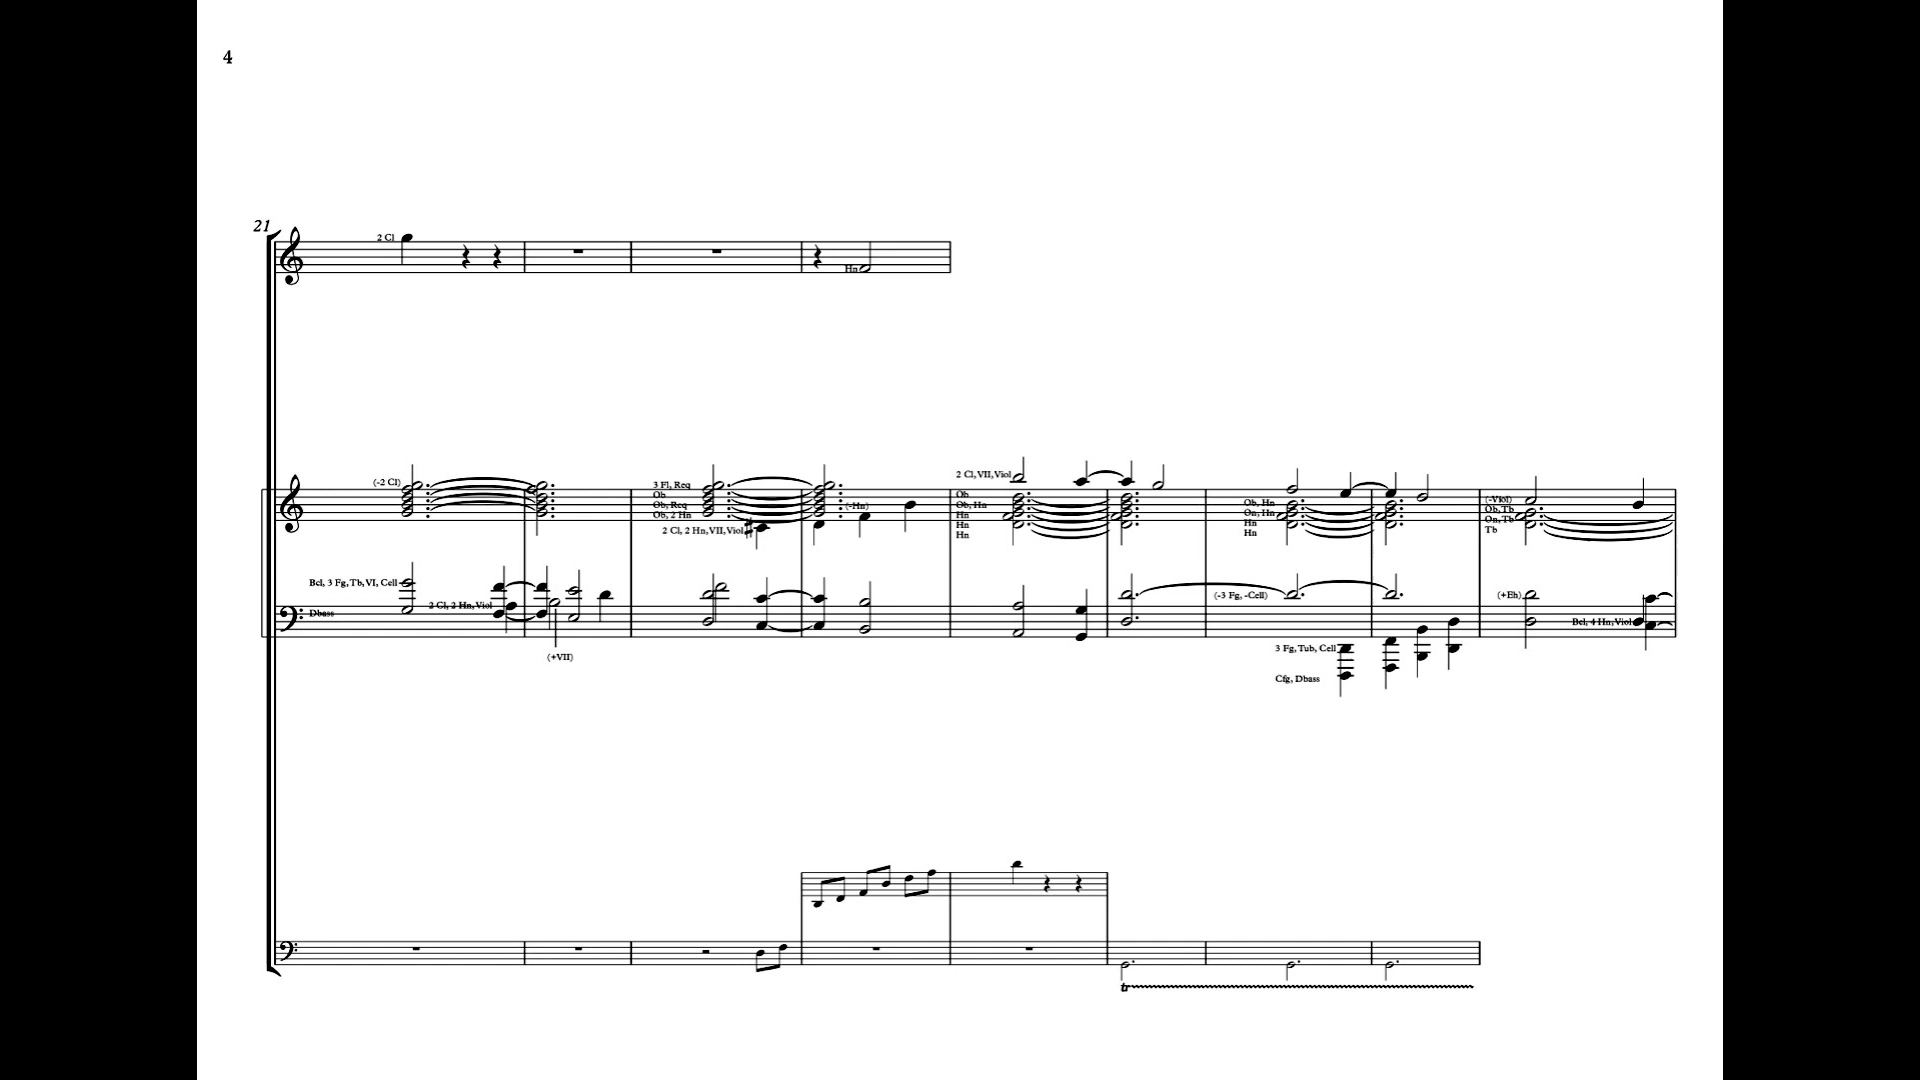 4
21
2 Cl
Hn
(-2 Cl)
3 Fl, Req
Ob
Ob, Req
Ob, 2 Hn
2 Cl, 2 Hn, VII, Viol
(-Hn)
2 Cl, VII, Viol
Ob
Ob, Hn
Hn
Hn
Hn
Ob, Hn
On, Hn
Hn
Hn
(-Viol)
Ob, Tb
On, Tb
Tb
Bcl, 3 Fg, Tb, VI, Cell
Dbass
2 Cl, 2 Hn, Viol
(+VII)
(-3 Fg, -Cell)
3 Fg, Tub, Cell
Cfg, Dbass
(+Eh)
Bcl, 4 Hn, Viol
tr